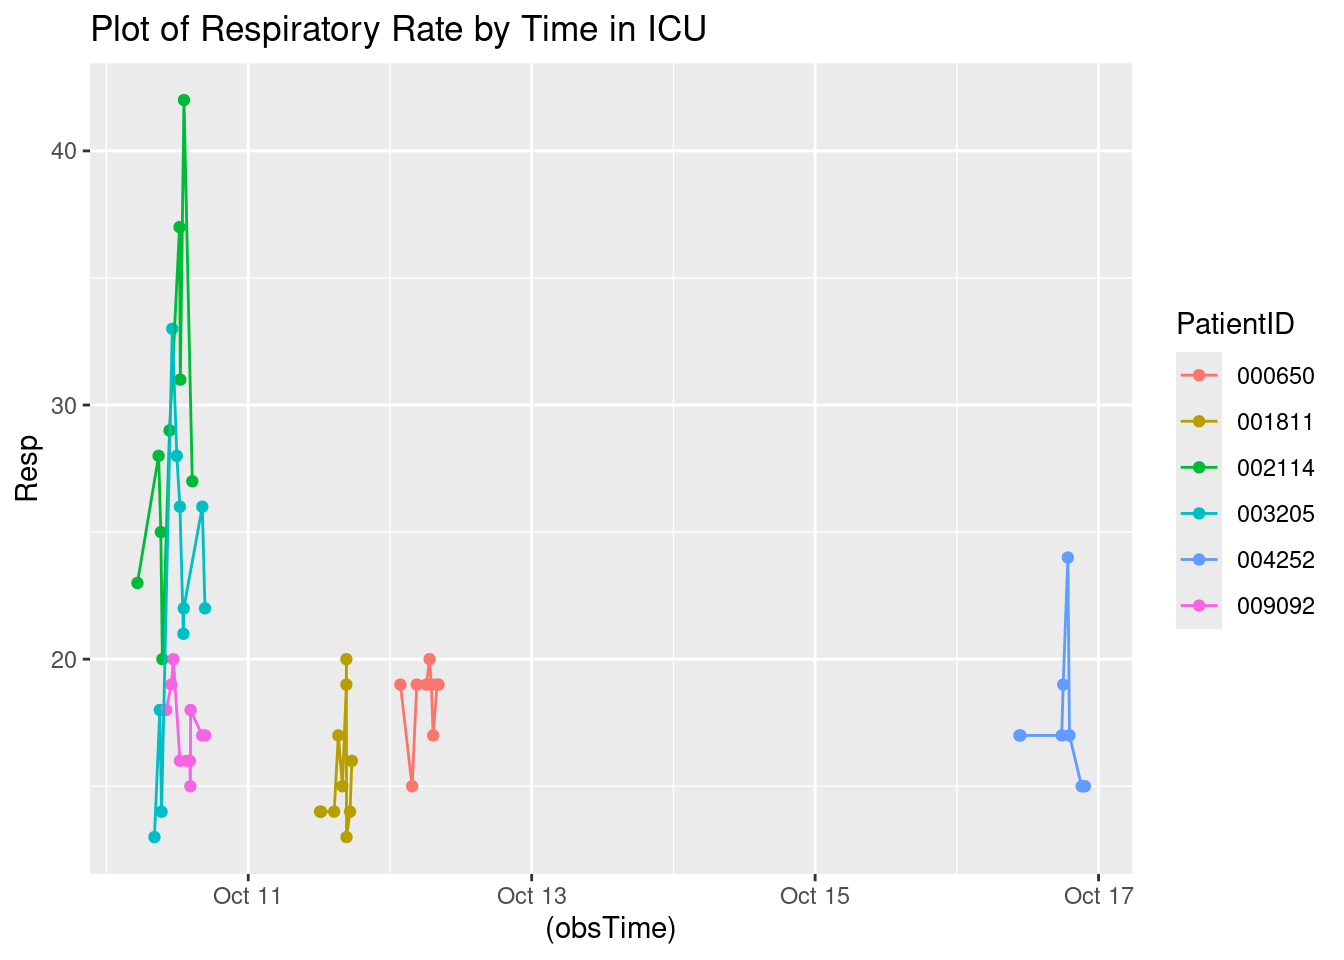 Plot of Respiratory Rate by Time in ICU
40
30
20
Resp
Oct 11
Oct 13
Oct 15
Oct 17
(obsTime)
PatientID
000650
001811
002114
003205
004252
009092